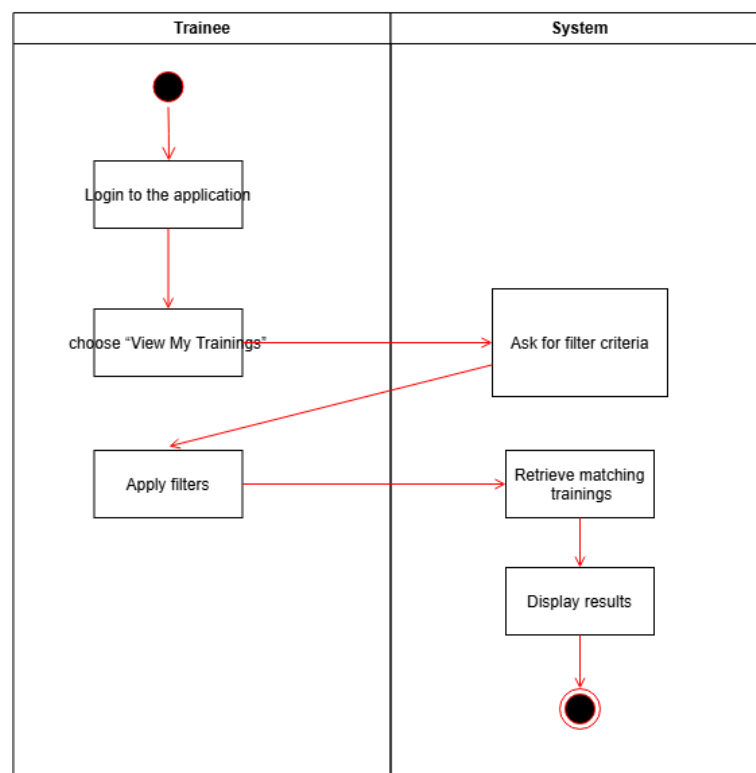 Trainee
System
Login to the application
choose “View My Trainings”
Ask for filter criteria
Apply filters
Retrieve matching
trainings
Display results